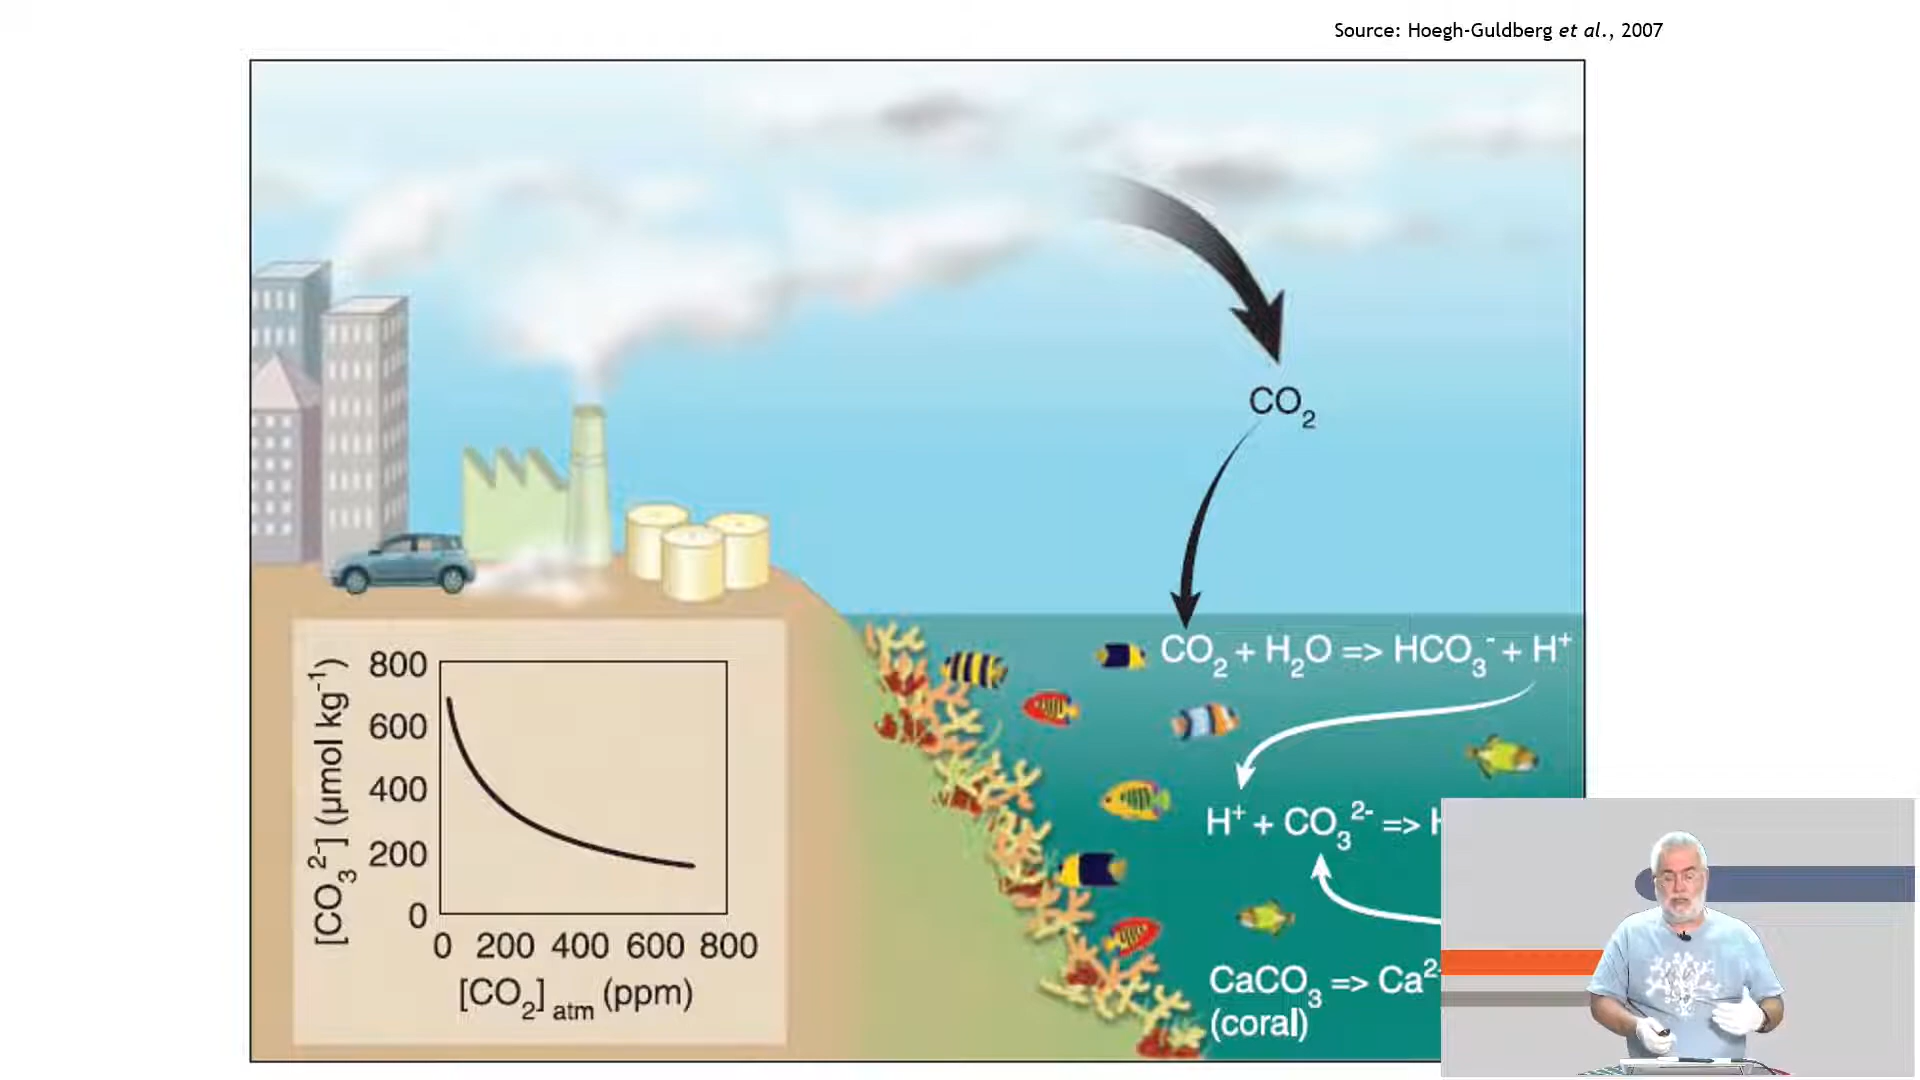 Source: Hoegh-Guldberg et al., 2007
CO₂
CO₂ + H₂O => HCO₃⁻ + H⁺
H⁺ + CO₃²⁻ => H
CaCO₃ => Ca²
(coral)
[CO₃²⁻] (µmol kg⁻¹)
800
600
400
200
0
0 200 400 600 800
[CO₂] atm (ppm)